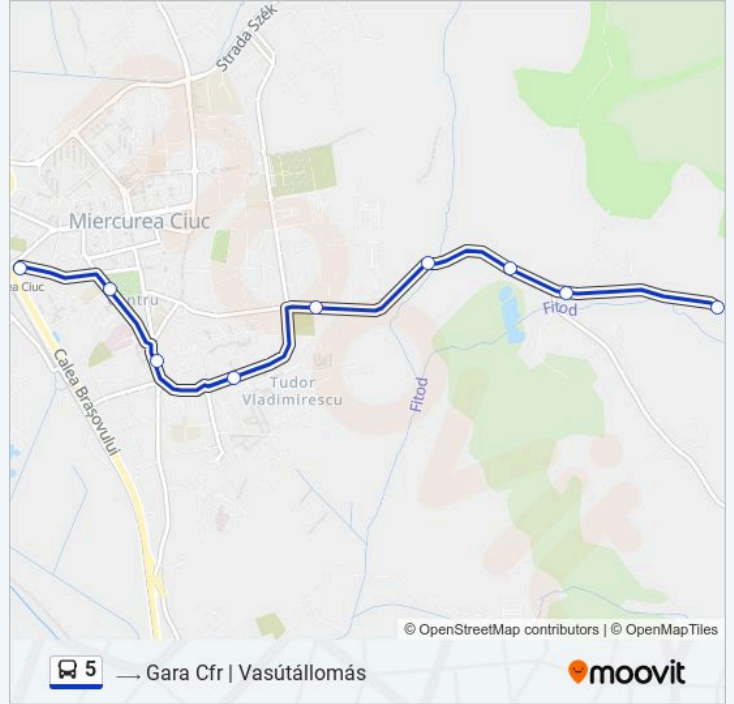 Strada Szék
Miercurea Ciuc
ea Ciuc
ntru
Fitod
Calea Brașovului
Tudor
Vladimirescu
Fitod
© OpenStreetMap contributors | © OpenMapTiles
5 → Gara Cfr | Vasútállomás
moovit